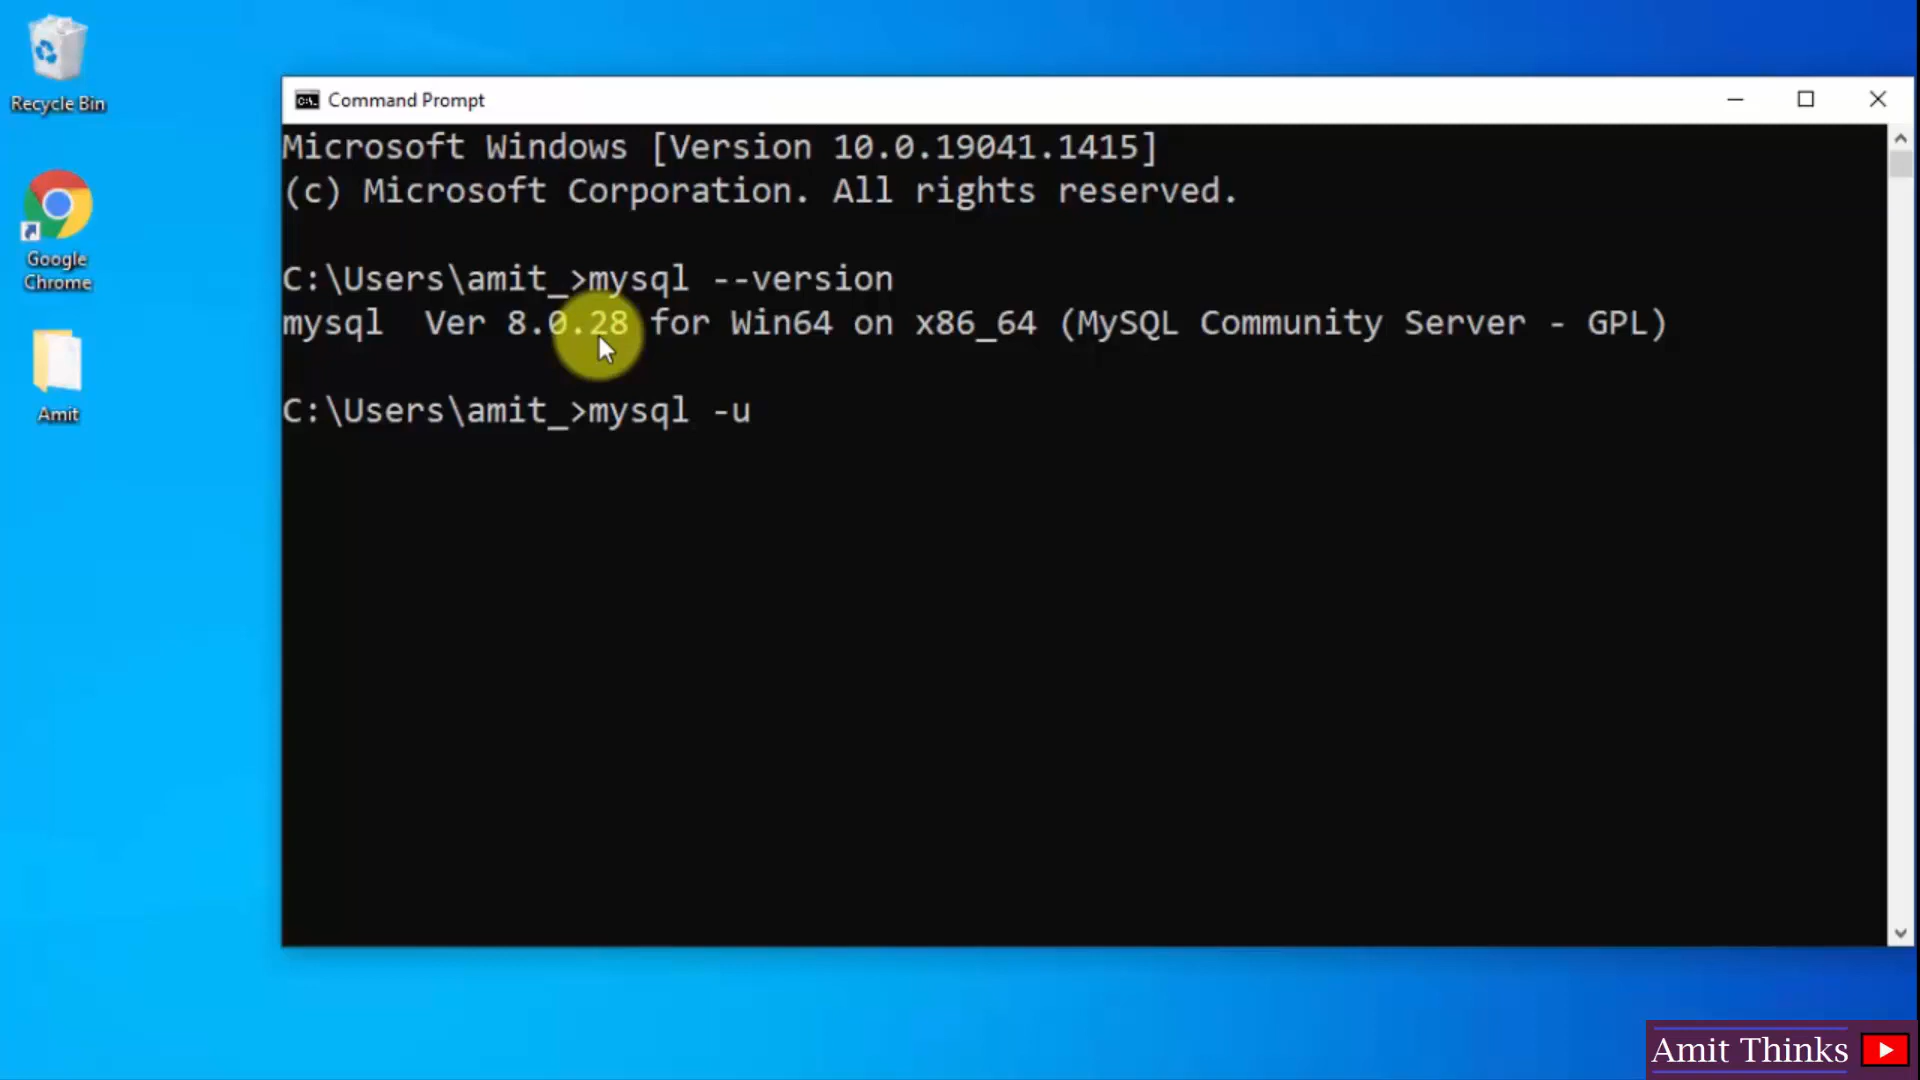 Recycle Bin
Google
Chrome
Amit
Command Prompt
Microsoft Windows [Version 10.0.19041.1415]
(c) Microsoft Corporation. All rights reserved.
C:\Users\amit_>mysql --version
mysql  Ver 8.0.28 for Win64 on x86_64 (MySQL Community Server - GPL)
C:\Users\amit_>mysql -u
Amit Thinks